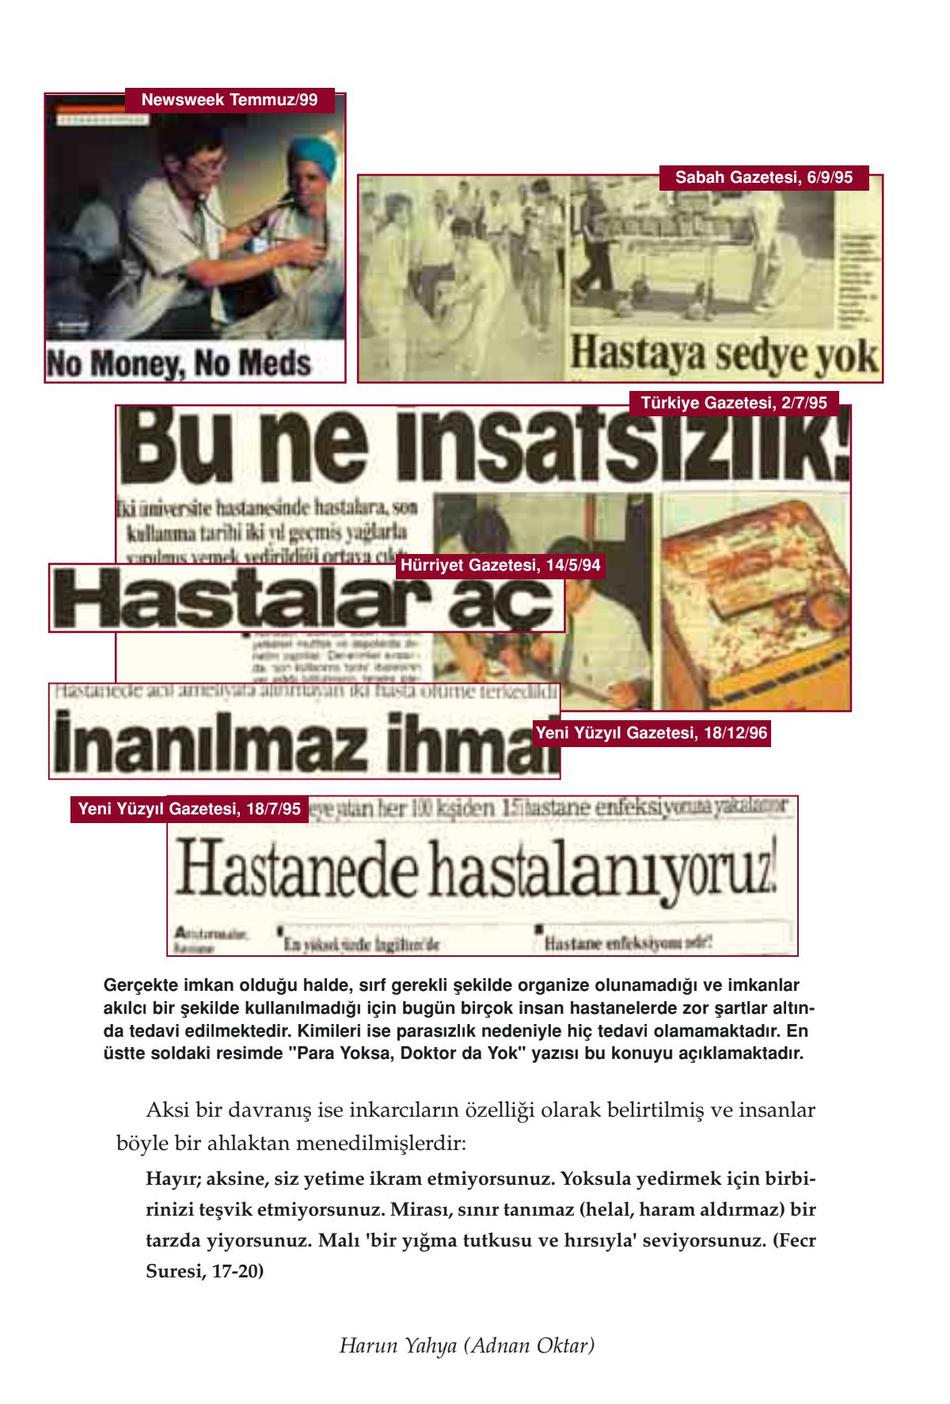 Newsweek Temmuz/99
No Money, No Meds
Sabah Gazetesi, 6/9/95
Hastaya sedye yok
Türkiye Gazetesi, 2/7/95
Bu ne insafsızlık!
İki üniversite hastanesinde hastalara, son
kullanma tarihi iki yıl geçmiş yağlarla
yapılmış yemek yedirildiği ortaya çıktı
Hürriyet Gazetesi, 14/5/94
Hastalar aç
Hastanede acil ameliyata alınmayan iki hasta ölüme terkedildi
İnanılmaz ihmal
Yeni Yüzyıl Gazetesi, 18/12/96
Yeni Yüzyıl Gazetesi, 18/7/95
eye yatan her 100 kişiden 15'i hastane enfeksiyonuna yakalanıyor
Hastanede hastalanıyoruz!
Araştırmalar,
En yüksek İngiltere'de
Hastane enfeksiyonu nedir?
Gerçekte imkan olduğu halde, sırf gerekli şekilde organize olunamadığı ve imkanlar
akılcı bir şekilde kullanılmadığı için bugün birçok insan hastanelerde zor şartlar altın-
da tedavi edilmektedir. Kimileri ise parasızlık nedeniyle hiç tedavi olamamaktadır. En
üstte soldaki resimde "Para Yoksa, Doktor da Yok" yazısı bu konuyu açıklamaktadır.
Aksi bir davranış ise inkarcıların özelliği olarak belirtilmiş ve insanlar
böyle bir ahlaktan menedilmişlerdir:
Hayır; aksine, siz yetime ikram etmiyorsunuz. Yoksula yedirmek için birbi-
rinizi teşvik etmiyorsunuz. Mirası, sınır tanımaz (helal, haram aldırmaz) bir
tarzda yiyorsunuz. Malı 'bir yığma tutkusu ve hırsıyla' seviyorsunuz. (Fecr
Suresi, 17-20)
Harun Yahya (Adnan Oktar)